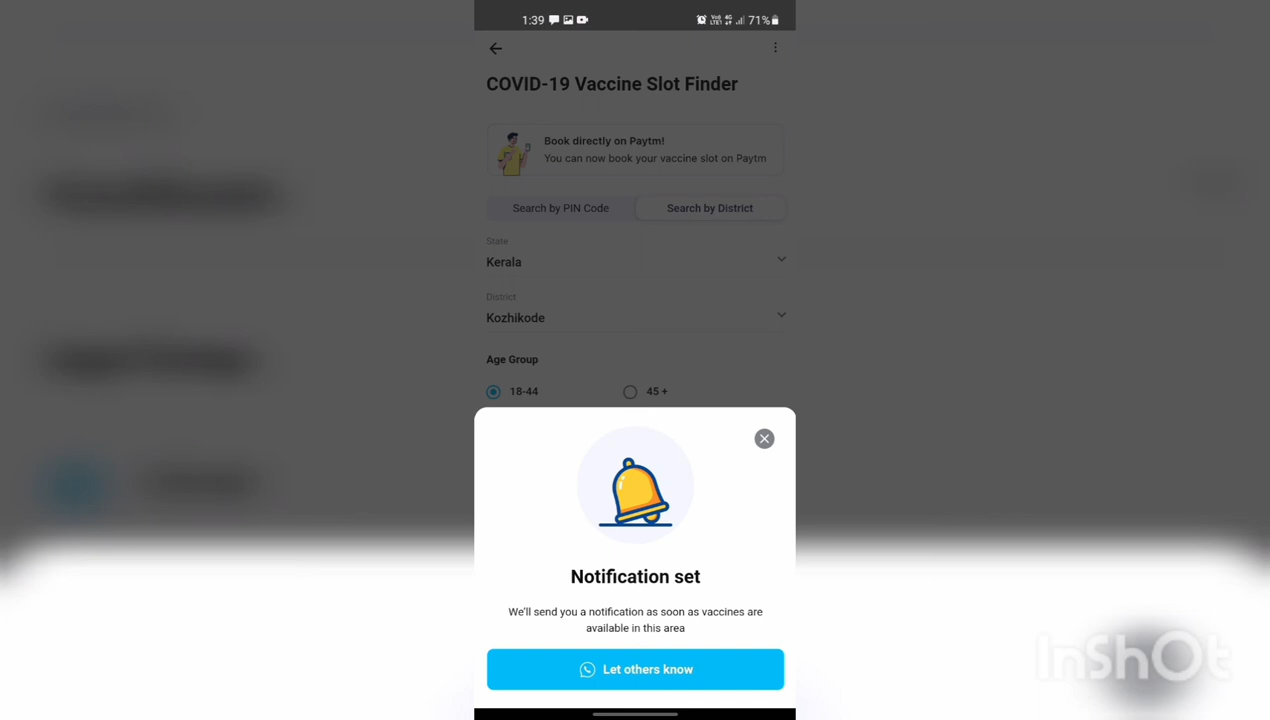 1:39
71%
COVID-19 Vaccine Slot Finder
Book directly on Paytm!
You can now book your vaccine slot on Paytm
Search by PIN Code
Search by District
State
Kerala
District
Kozhikode
Age Group
18-44
45 +
Notification set
We'll send you a notification as soon as vaccines are
available in this area
Let others know
InShOt